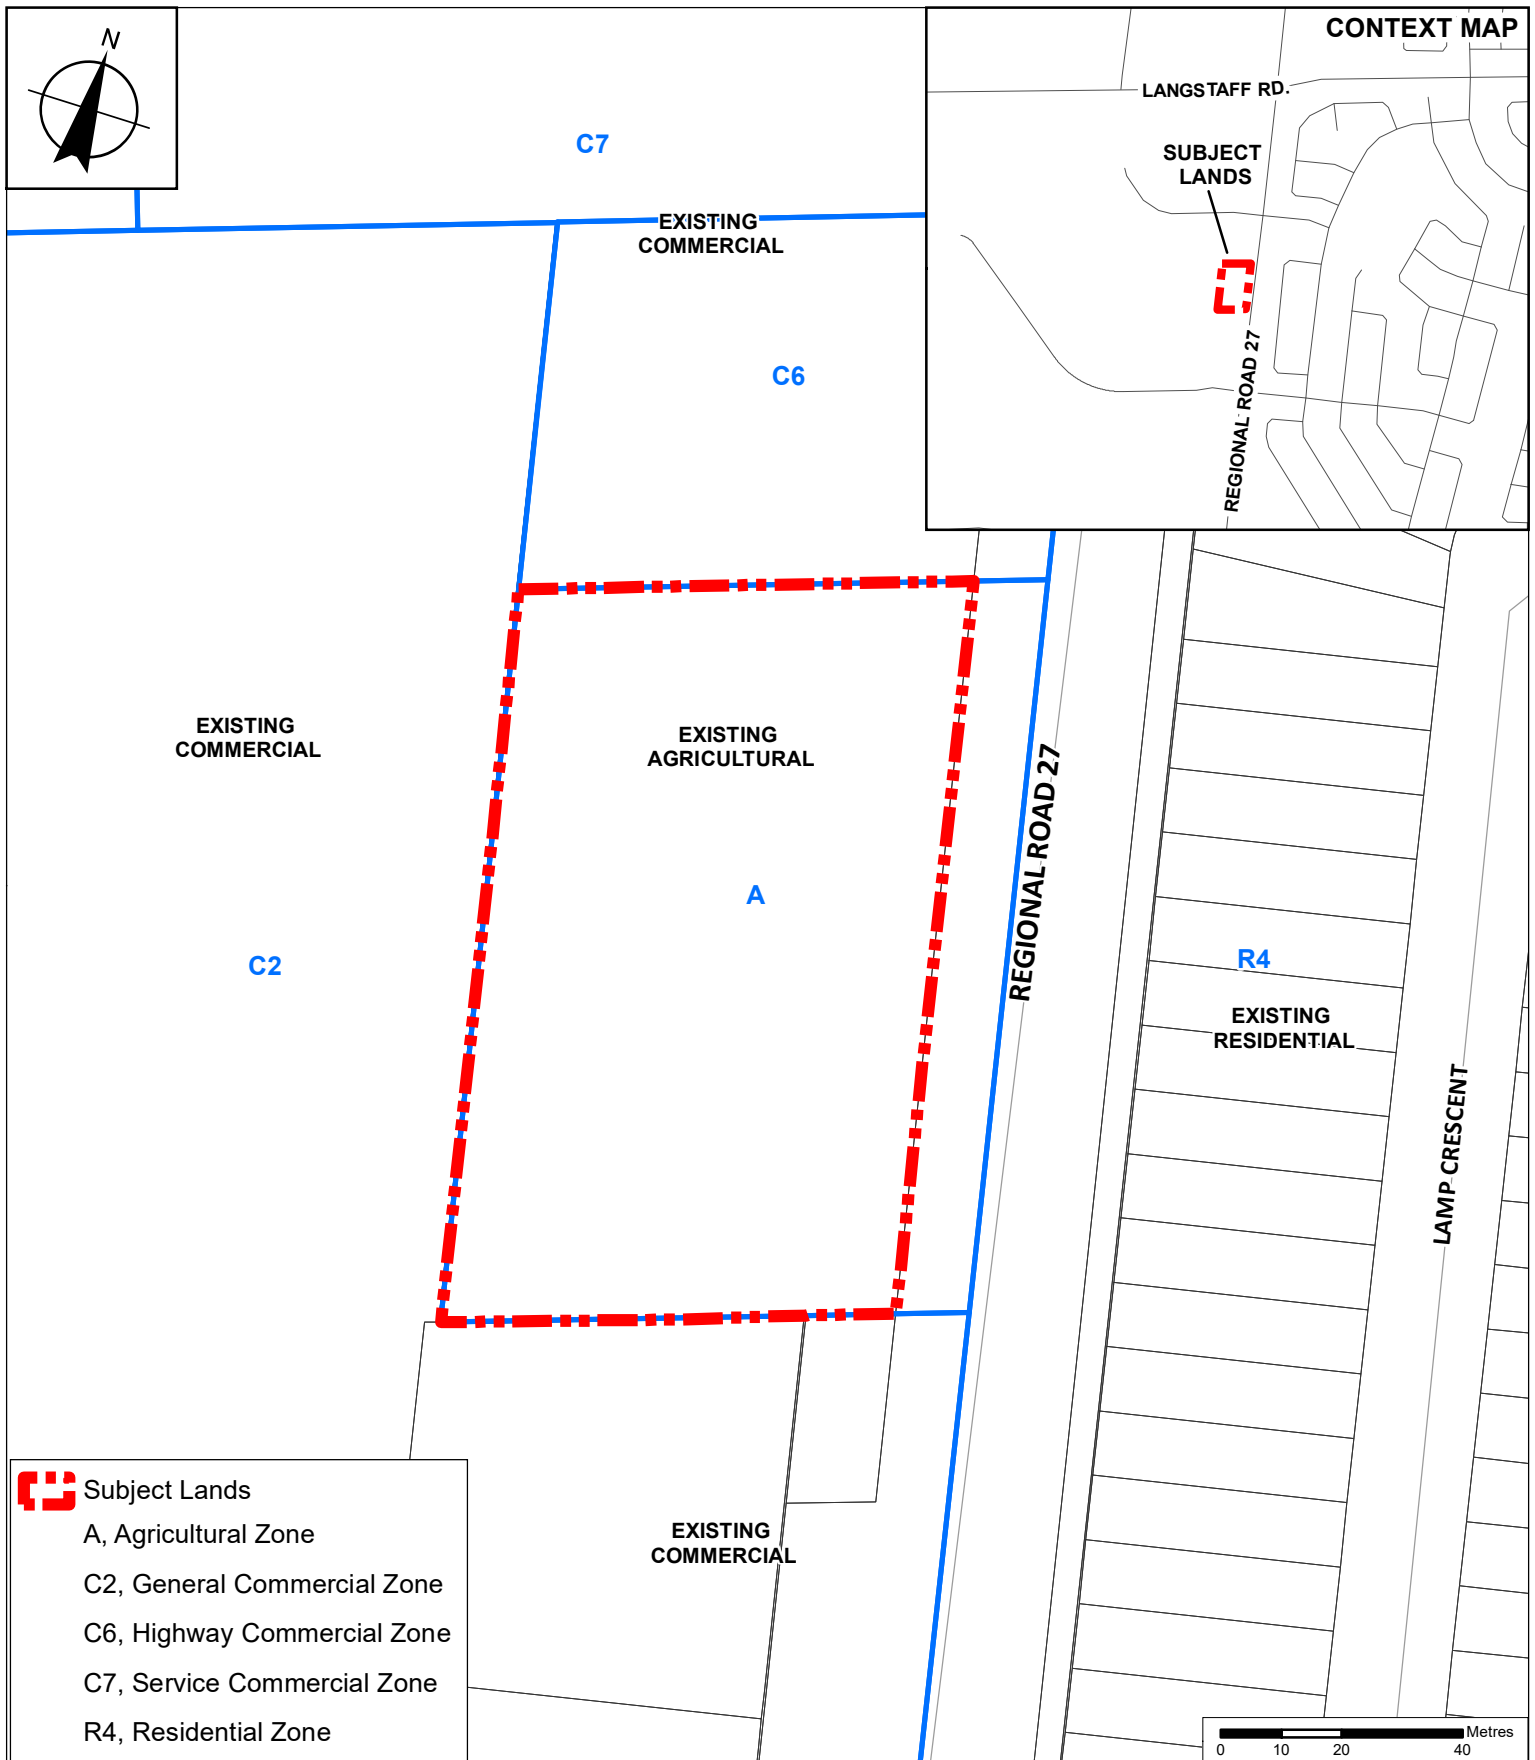 N
CONTEXT MAP
LANGSTAFF RD.
SUBJECT
LANDS
REGIONAL ROAD 27
C7
EXISTING
COMMERCIAL
C6
EXISTING
COMMERCIAL
EXISTING
AGRICULTURAL
A
C2
REGIONAL ROAD 27
R4
EXISTING
RESIDENTIAL
LAMP CRESCENT
EXISTING
COMMERCIAL
Subject Lands
A, Agricultural Zone
C2, General Commercial Zone
C6, Highway Commercial Zone
C7, Service Commercial Zone
R4, Residential Zone
Metres
0 10 20 40